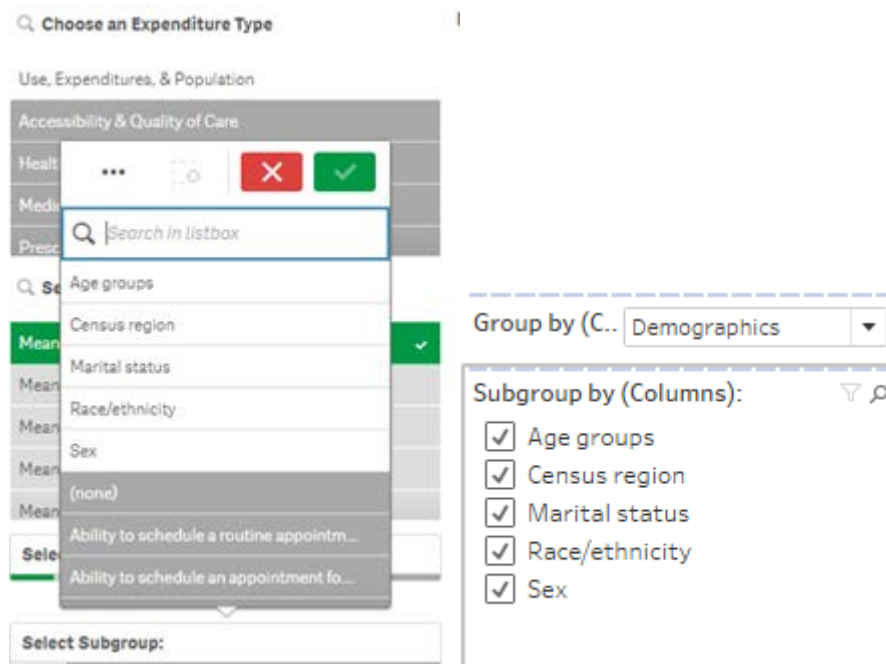 Choose an Expenditure Type
Use, Expenditures, & Population
Accessibility & Quality of Care
Healt
Medi
Presc
Search in listbox
Se
Age groups
Census region
Mean
Marital status
Mean
Race/ethnicity
Mean
Sex
Mean
(none)
Mean
Ability to schedule a routine appointm...
Sele
Ability to schedule an appointment fo...
Select Subgroup:
Group by (C.. Demographics
Subgroup by (Columns):
Age groups
Census region
Marital status
Race/ethnicity
Sex